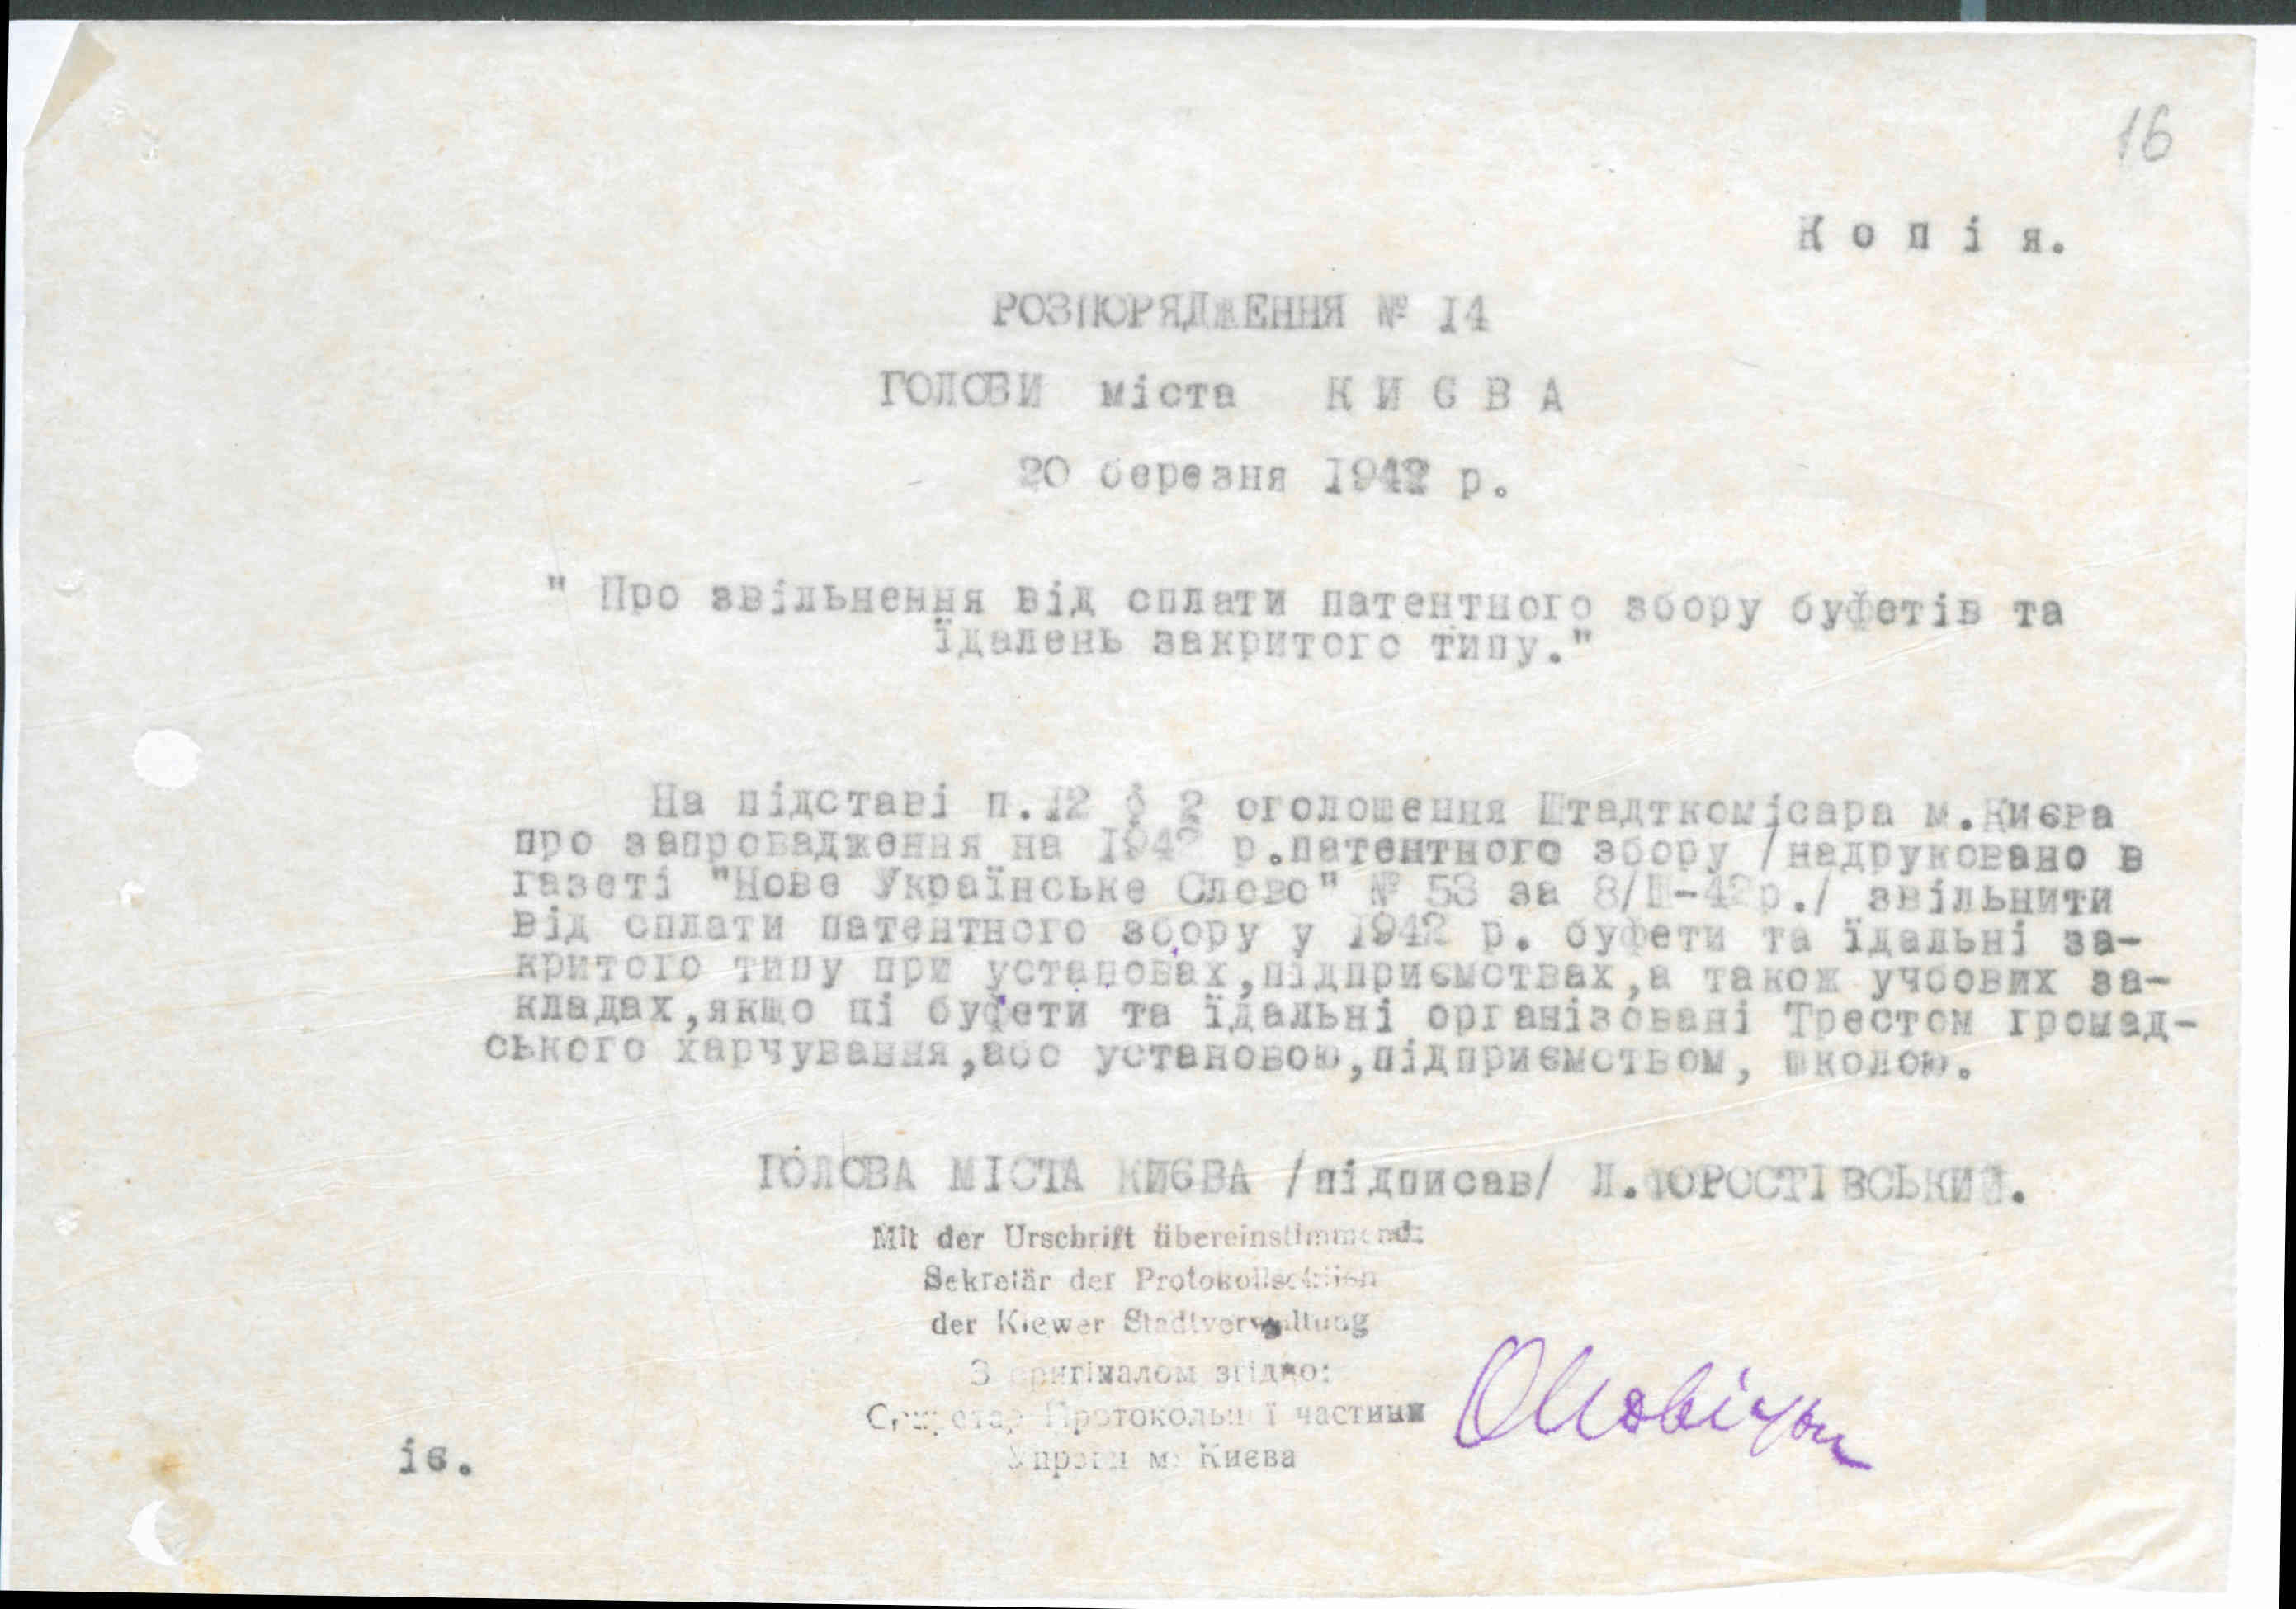 16
К о п і я.
РОЗПОРЯДЖЕННЯ № 14
ГОЛОВИ міста К И Є В А
20 березня 1942 р.
" Про звільнення від сплати патентного збору буфетів та
їдалень закритого типу."
На підставі п.12 § 2 оголошення Штадткомісара м.Києва
про запровадження на 1942 р.патентного збору /надруковано в
газеті "Нове Українське Слово" № 53 за 8/Ш-42р./ звільнити
від сплати патентного збору у 1942 р. буфети та їдальні за-
критого типу при установах,підприємствах,а також учбових за-
кладах,якщо ці буфети та їдальні організовані Трестом громад-
ського харчування,або установою,підприємством, школою.
ГОЛОВА МІСТА КИЄВА /підписав/ Л.ФОРОСТІВСЬКИЙ.
Mit der Urschrift übereinstimmend:
Sekretär der Protokollsektion
der Kiewer Stadtverwaltung
З оригіналом згідно:
Секретар Протокольної частини
Управи м. Києва
ів.